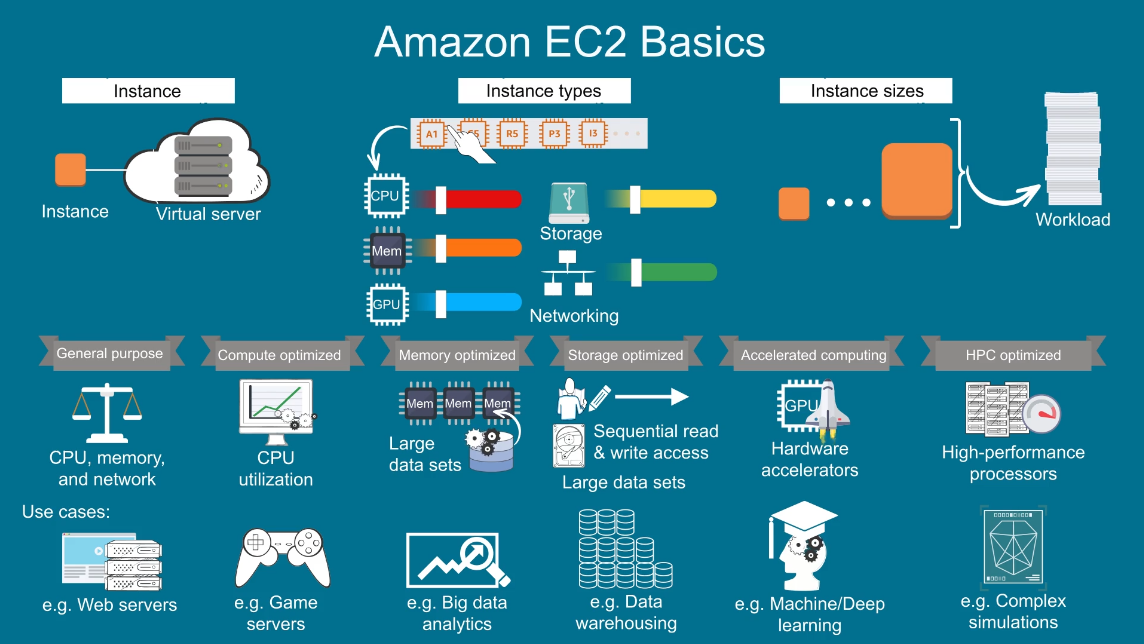 Amazon EC2 Basics
Instance
Instance types
Instance sizes
A1
R5
P3
I3
CPU
Mem
GPU
Storage
Networking
Instance
Virtual server
Workload
General purpose
Compute optimized
Memory optimized
Storage optimized
Accelerated computing
HPC optimized
CPU, memory,
and network
CPU
utilization
Mem
Mem
Mem
Large
data sets
Sequential read
& write access
Large data sets
GPU
Hardware
accelerators
High-performance
processors
Use cases:
e.g. Web servers
e.g. Game
servers
e.g. Big data
analytics
e.g. Data
warehousing
e.g. Machine/Deep
learning
e.g. Complex
simulations